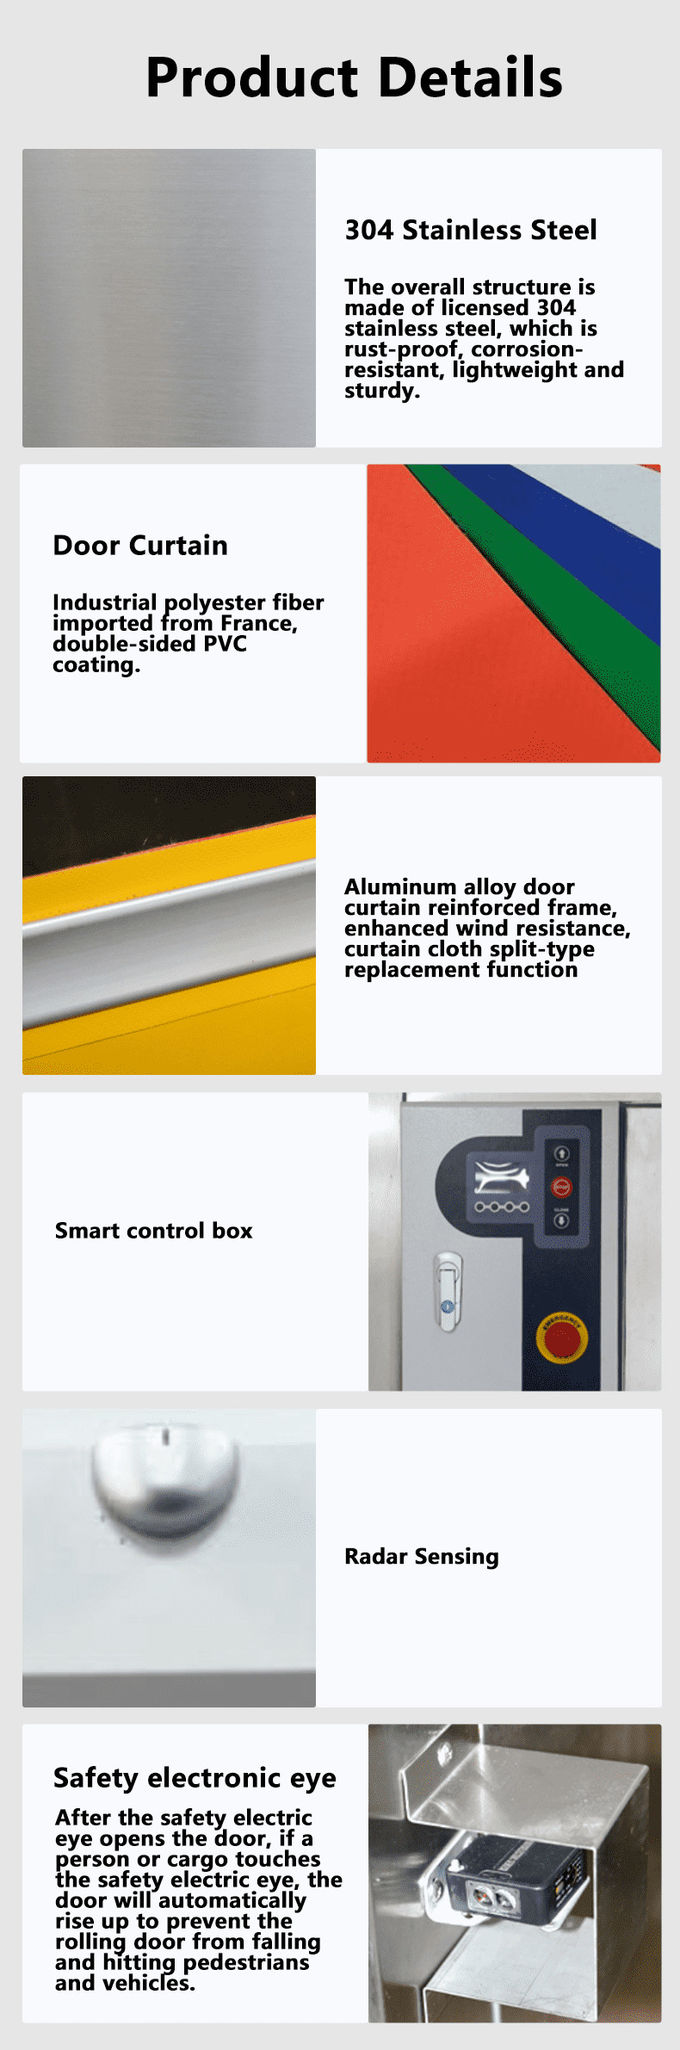 Product Details
304 Stainless Steel
The overall structure is
made of licensed 304
stainless steel, which is
rust-proof, corrosion-
resistant, lightweight and
sturdy.
Door Curtain
Industrial polyester fiber
imported from France,
double-sided PVC
coating.
Aluminum alloy door
curtain reinforced frame,
enhanced wind resistance,
curtain cloth split-type
replacement function
Smart control box
OPEN
STOP
CLOSE
EMERGENCY
Radar Sensing
Safety electronic eye
After the safety electric
eye opens the door, if a
person or cargo touches
the safety electric eye, the
door will automatically
rise up to prevent the
rolling door from falling
and hitting pedestrians
and vehicles.